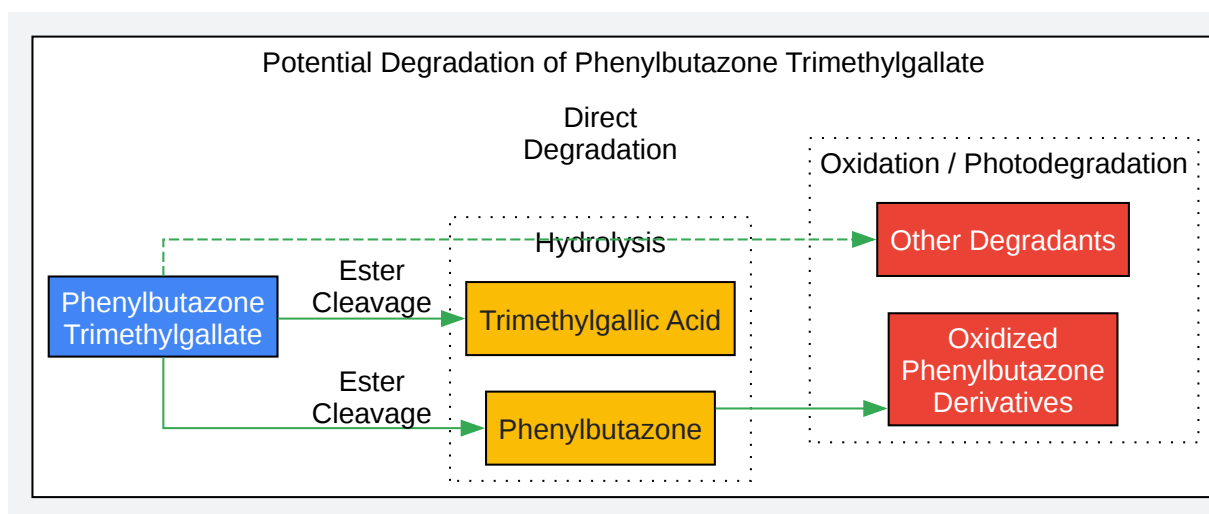 Potential Degradation of Phenylbutazone Trimethylgallate
Direct
Degradation
Oxidation / Photodegradation
Hydrolysis
Other Degradants
Ester
Cleavage
Phenylbutazone
Trimethylgallate
Trimethylgallic Acid
Oxidized
Phenylbutazone
Derivatives
Ester
Cleavage
Phenylbutazone